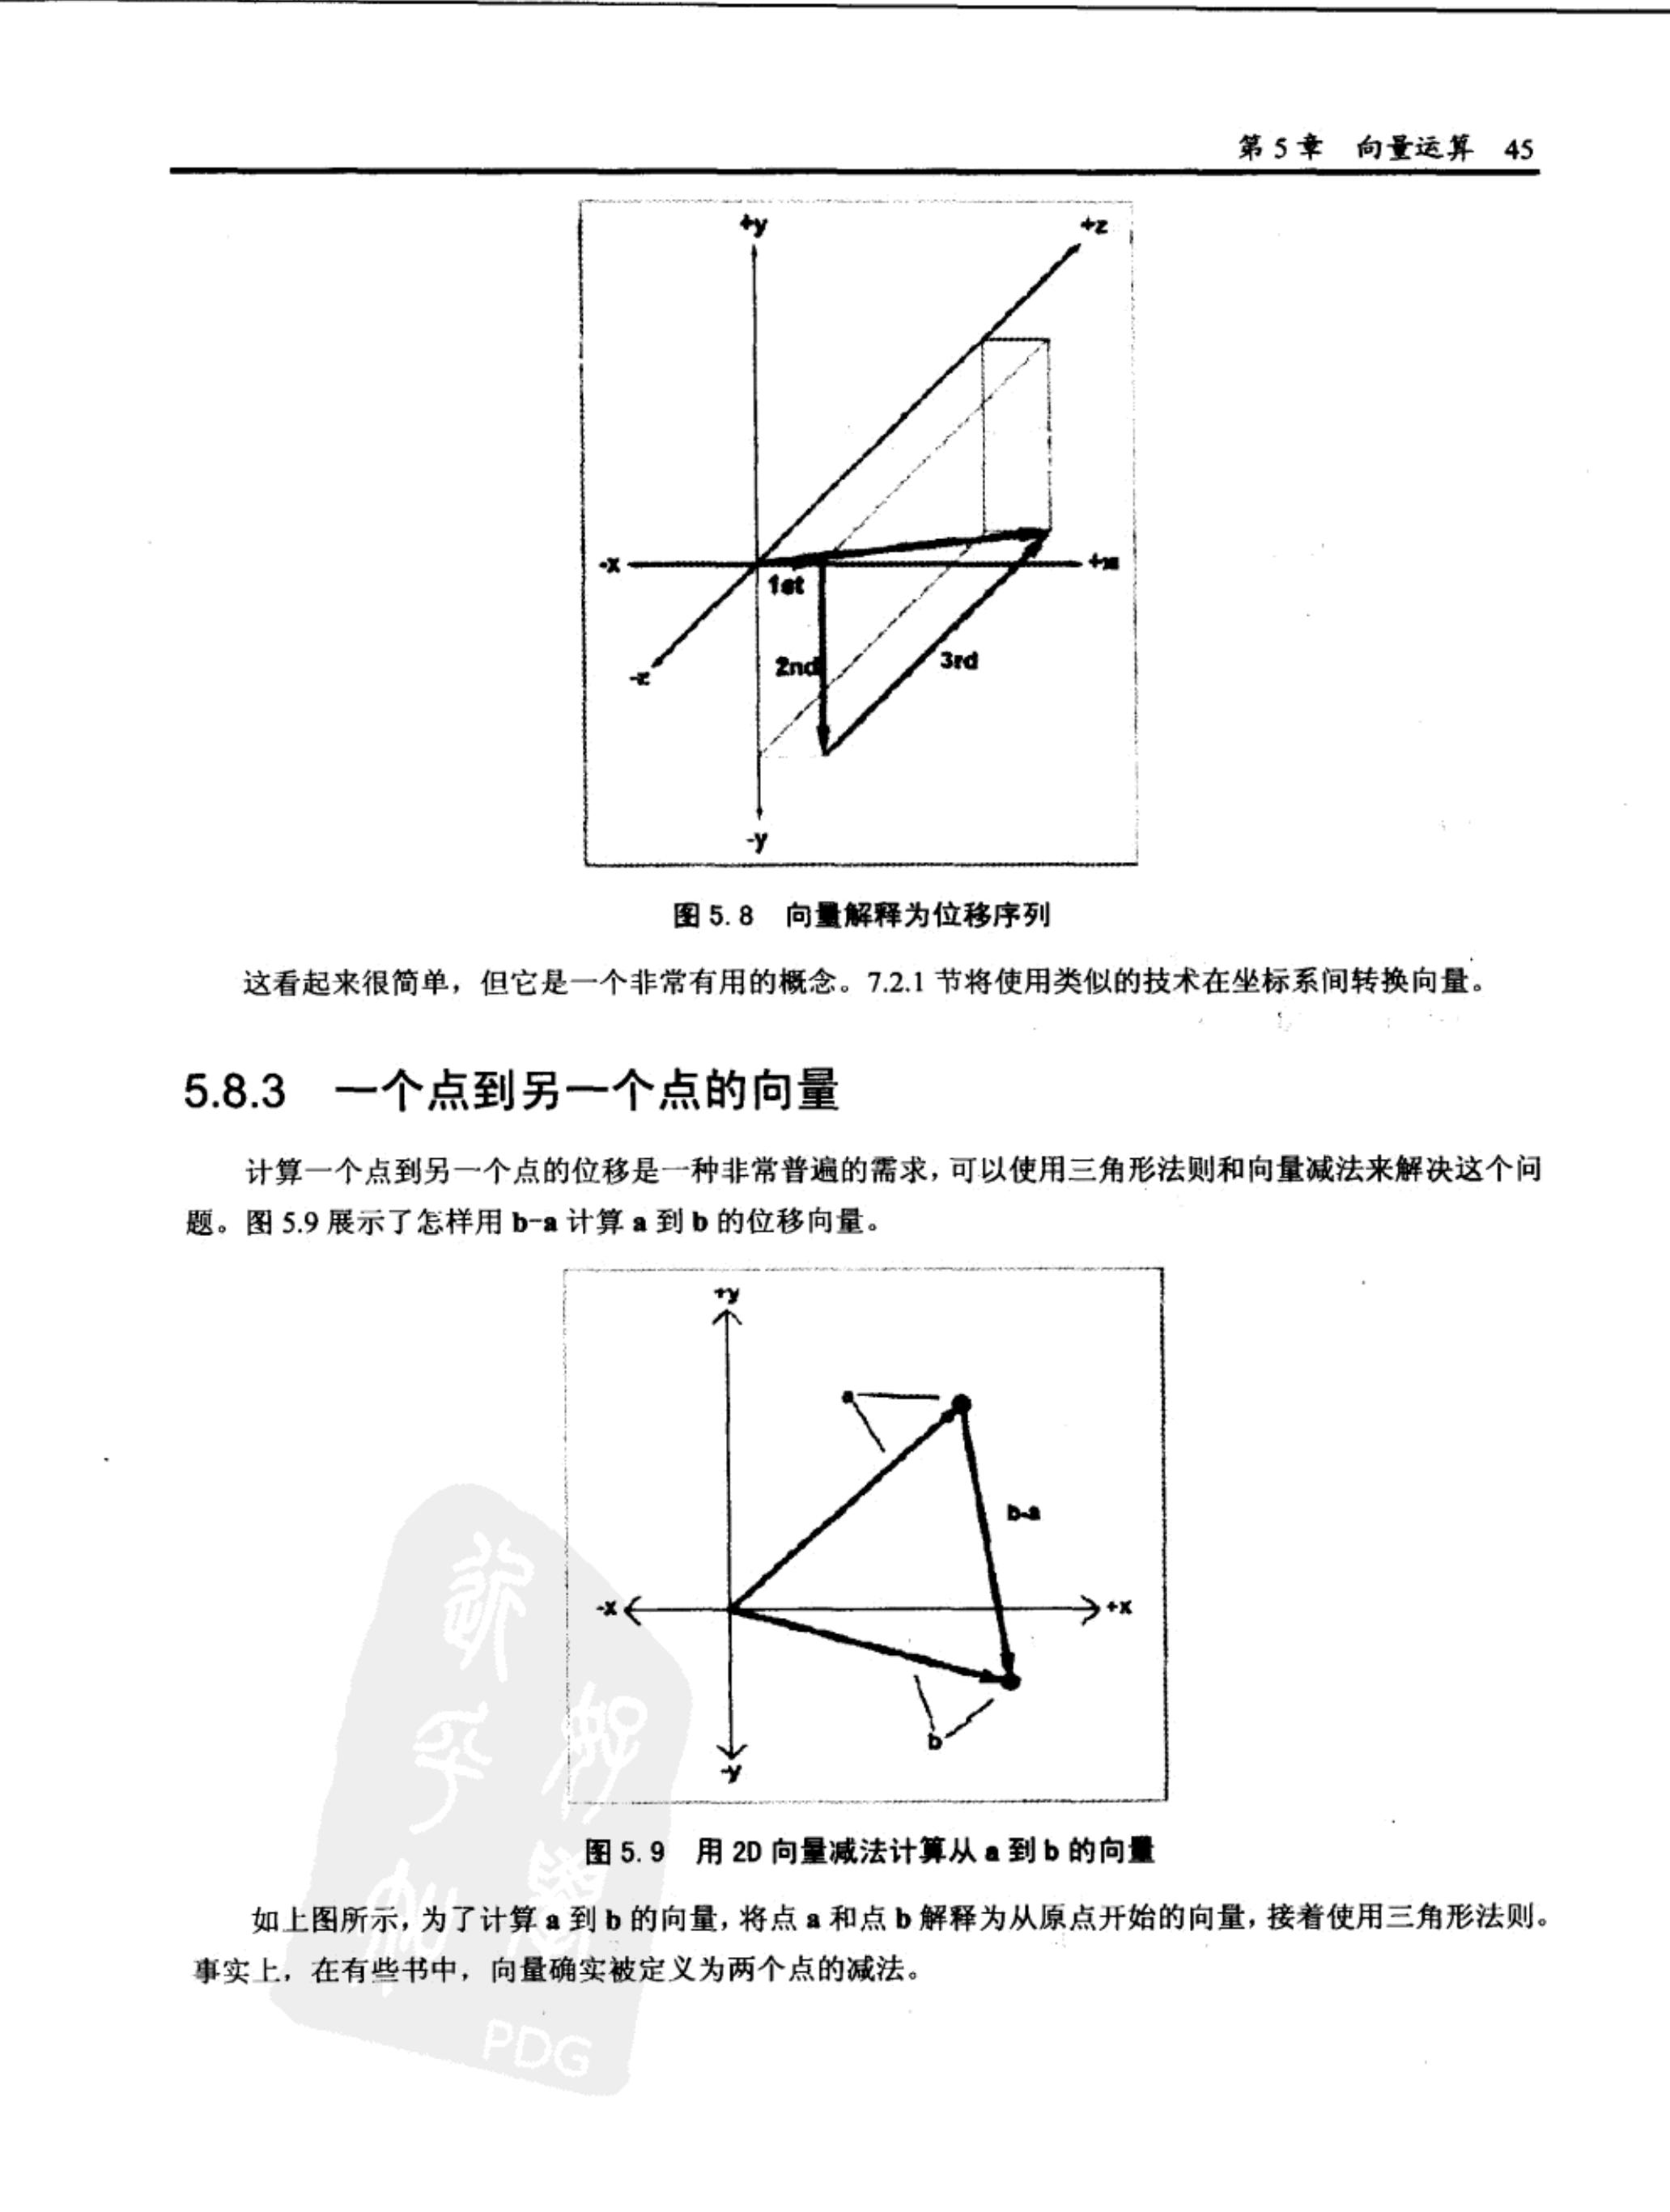 第 5 章 向量运算 45
+y
+z
-x
1st
2nd
3rd
-y
图 5.8 向量解释为位移序列
这看起来很简单，但它是一个非常有用的概念。7.2.1 节将使用类似的技术在坐标系间转换向量。
5.8.3 一个点到另一个点的向量
计算一个点到另一个点的位移是一种非常普遍的需求，可以使用三角形法则和向量减法来解决这个问
题。图 5.9 展示了怎样用 b-a 计算 a 到 b 的位移向量。
+y
a
b-a
-x
+x
b
-y
图 5.9 用 2D 向量减法计算从 a 到 b 的向量
如上图所示，为了计算 a 到 b 的向量，将点 a 和点 b 解释为从原点开始的向量，接着使用三角形法则。
事实上，在有些书中，向量确实被定义为两个点的减法。
PDG